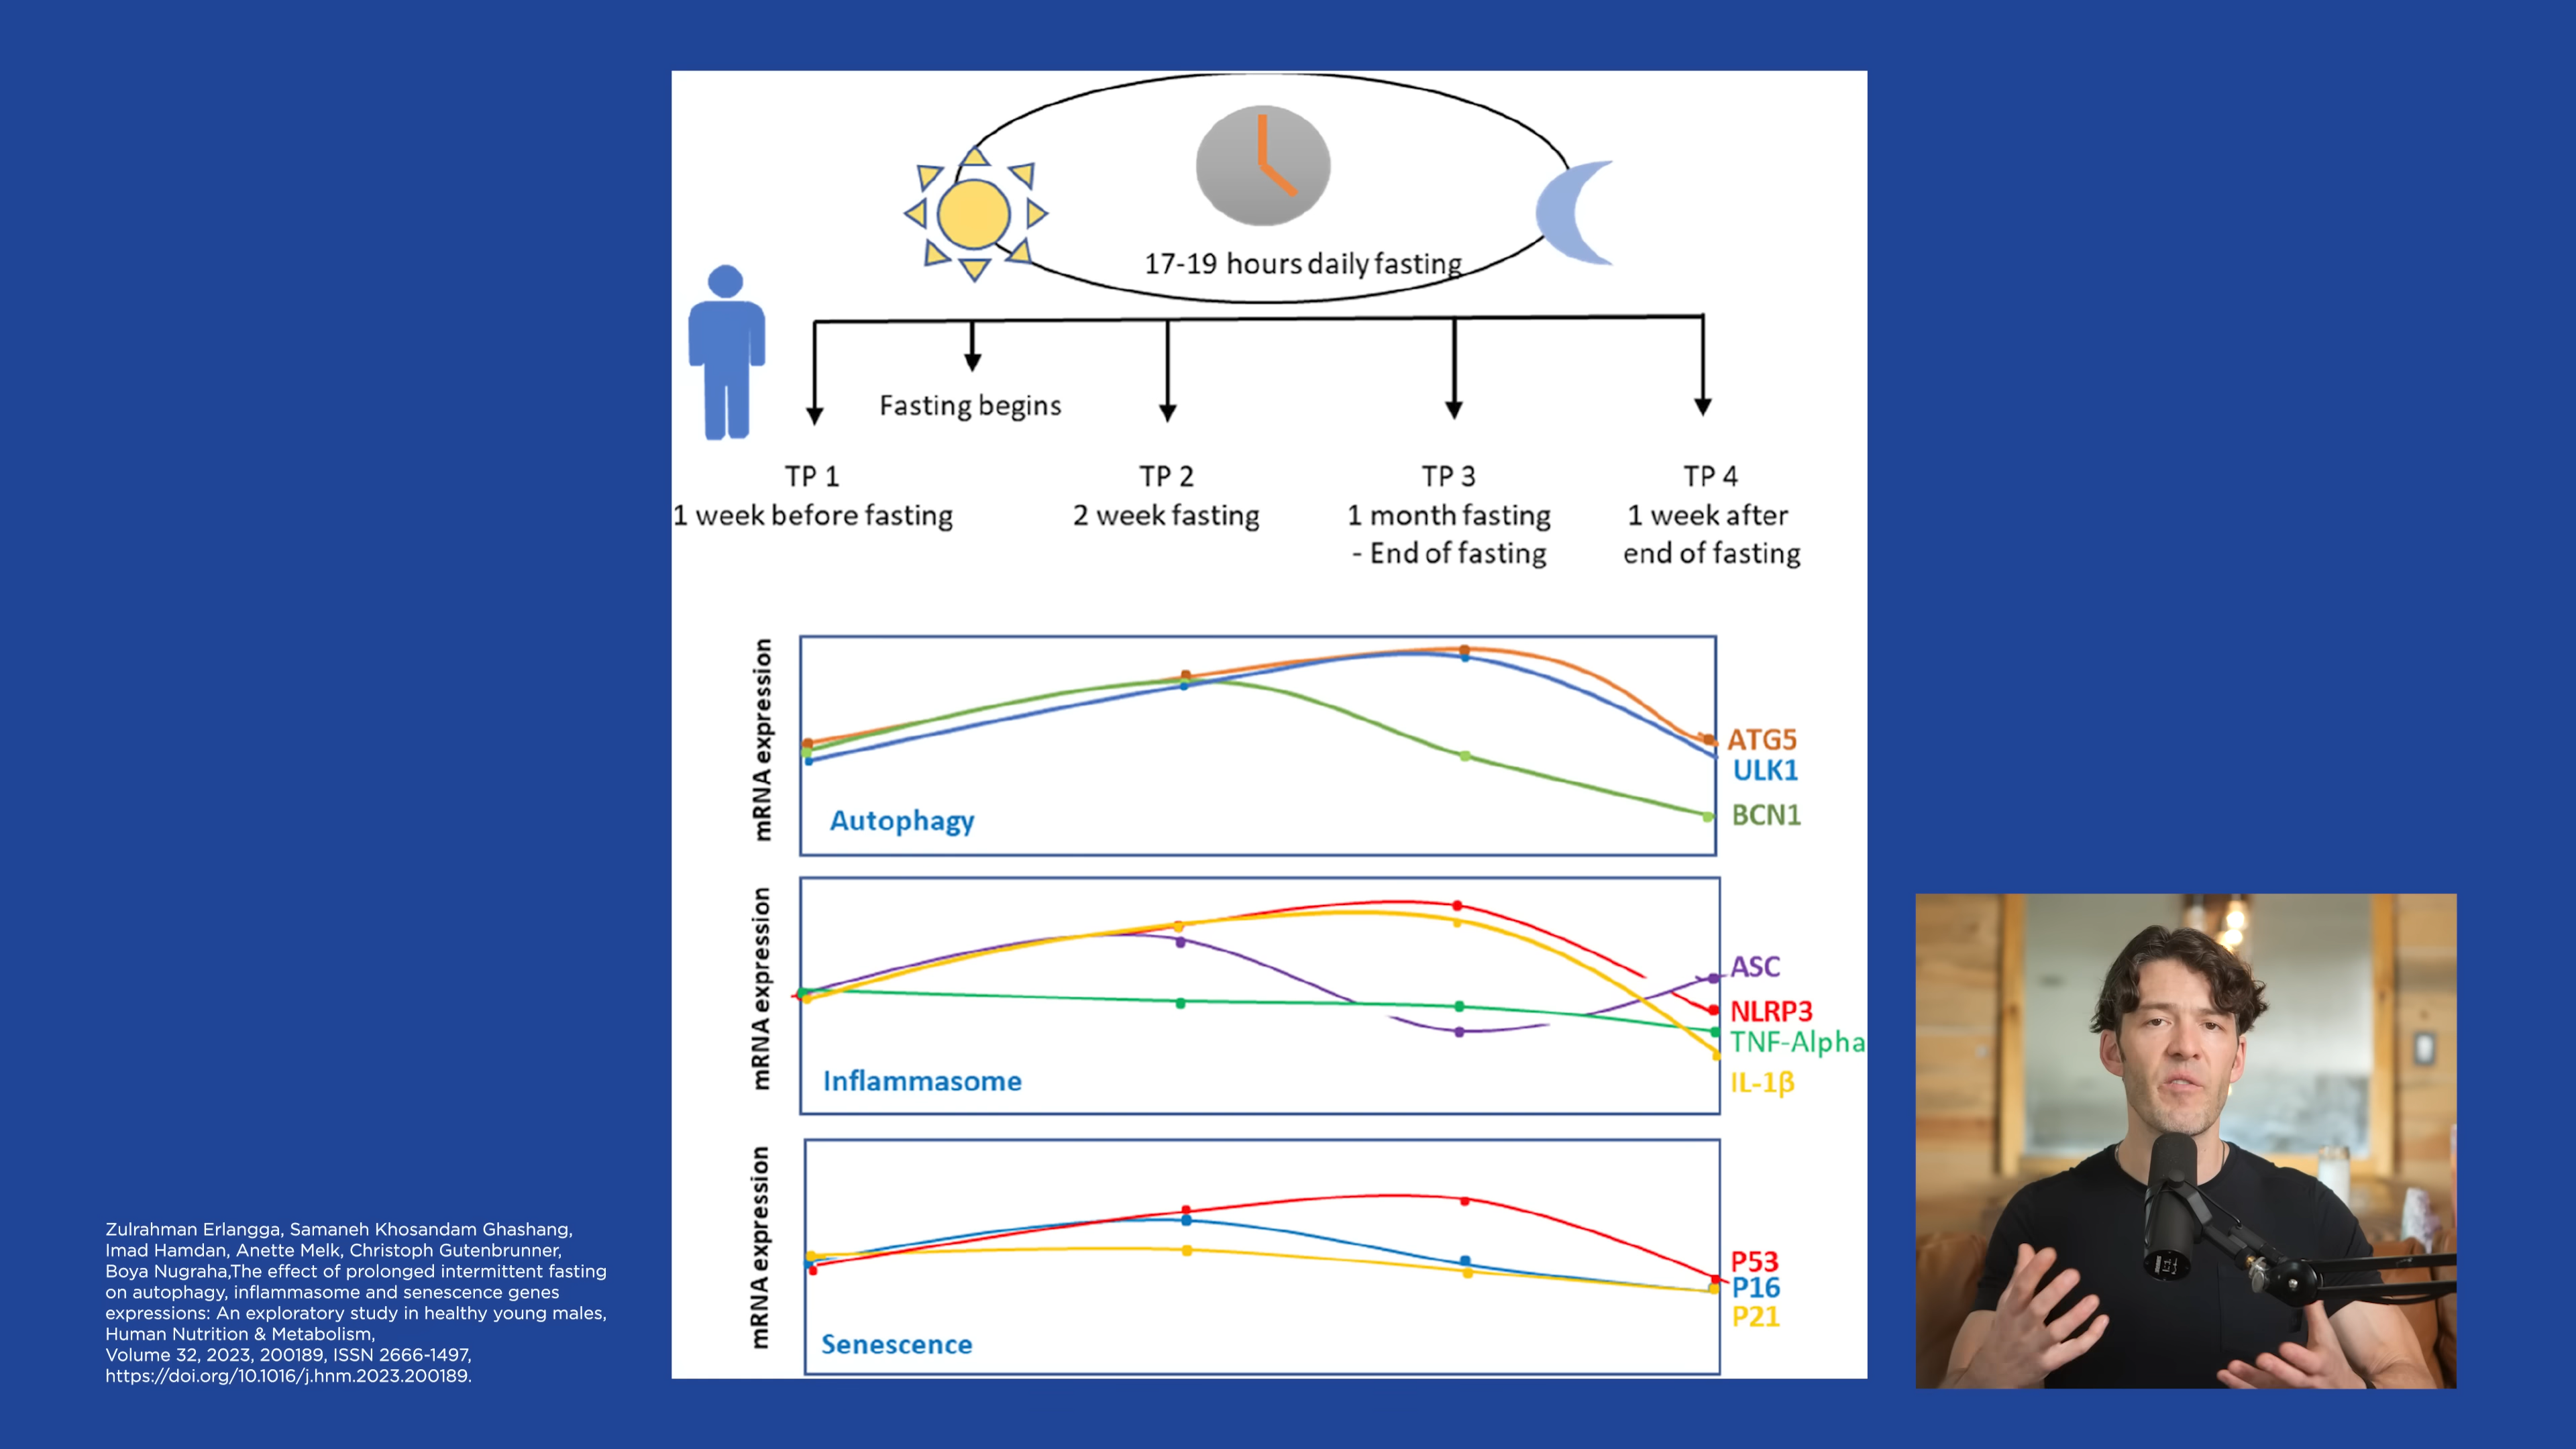 17-19 hours daily fasting
Fasting begins
TP 1
1 week before fasting
TP 2
2 week fasting
TP 3
1 month fasting
- End of fasting
TP 4
1 week after
end of fasting
mRNA expression
Autophagy
ATG5
ULK1
BCN1
mRNA expression
Inflammasome
ASC
NLRP3
TNF-Alpha
IL-1β
mRNA expression
Senescence
P53
P16
P21
Zulrahman Erlangga, Samaneh Khosandam Ghashang,
Imad Hamdan, Anette Melk, Christoph Gutenbrunner,
Boya Nugraha,The effect of prolonged intermittent fasting
on autophagy, inflammasome and senescence genes
expressions: An exploratory study in healthy young males,
Human Nutrition & Metabolism,
Volume 32, 2023, 200189, ISSN 2666-1497,
https://doi.org/10.1016/j.hnm.2023.200189.